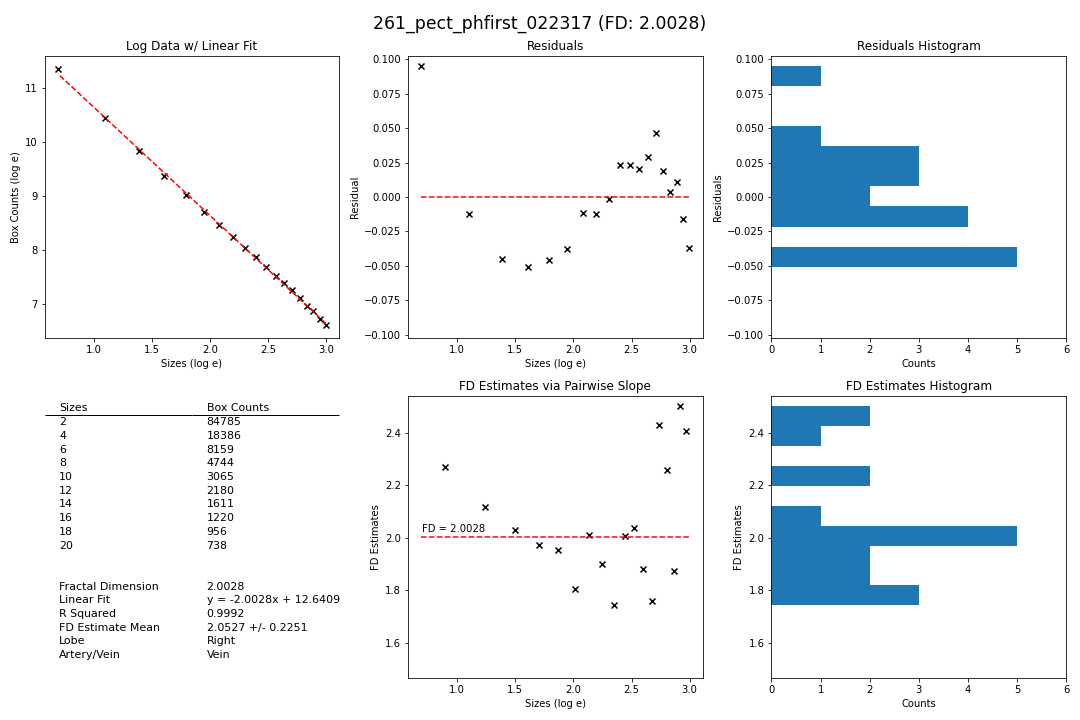 261_pect_phfirst_022317 (FD: 2.0028)
Log Data w/ Linear Fit
Box Counts (log e)
11
10
9
8
7
1.0 1.5 2.0 2.5 3.0
Sizes (log e)
Residuals
Residual
0.100
0.075
0.050
0.025
0.000
−0.025
−0.050
−0.075
−0.100
1.0 1.5 2.0 2.5 3.0
Sizes (log e)
Residuals Histogram
Residuals
0.100
0.075
0.050
0.025
0.000
−0.025
−0.050
−0.075
−0.100
0 1 2 3 4 5 6
Counts
Sizes Box Counts
2 84785
4 18386
6 8159
8 4744
10 3065
12 2180
14 1611
16 1220
18 956
20 738
Fractal Dimension 2.0028
Linear Fit y = -2.0028x + 12.6409
R Squared 0.9992
FD Estimate Mean 2.0527 +/- 0.2251
Lobe Right
Artery/Vein Vein
FD Estimates via Pairwise Slope
FD Estimates
2.4
2.2
2.0
1.8
1.6
FD = 2.0028
1.0 1.5 2.0 2.5 3.0
Sizes (log e)
FD Estimates Histogram
FD Estimates
2.4
2.2
2.0
1.8
1.6
0 1 2 3 4 5 6
Counts